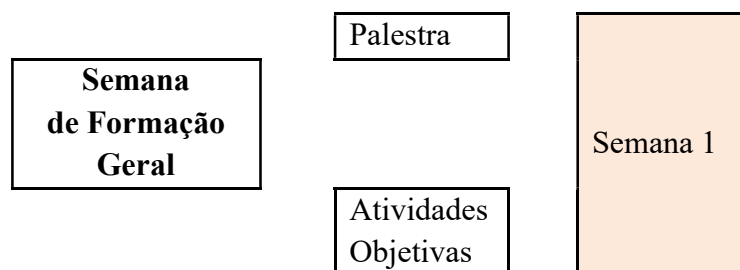 Semana
de Formação
Geral
Palestra
Atividades
Objetivas
Semana 1